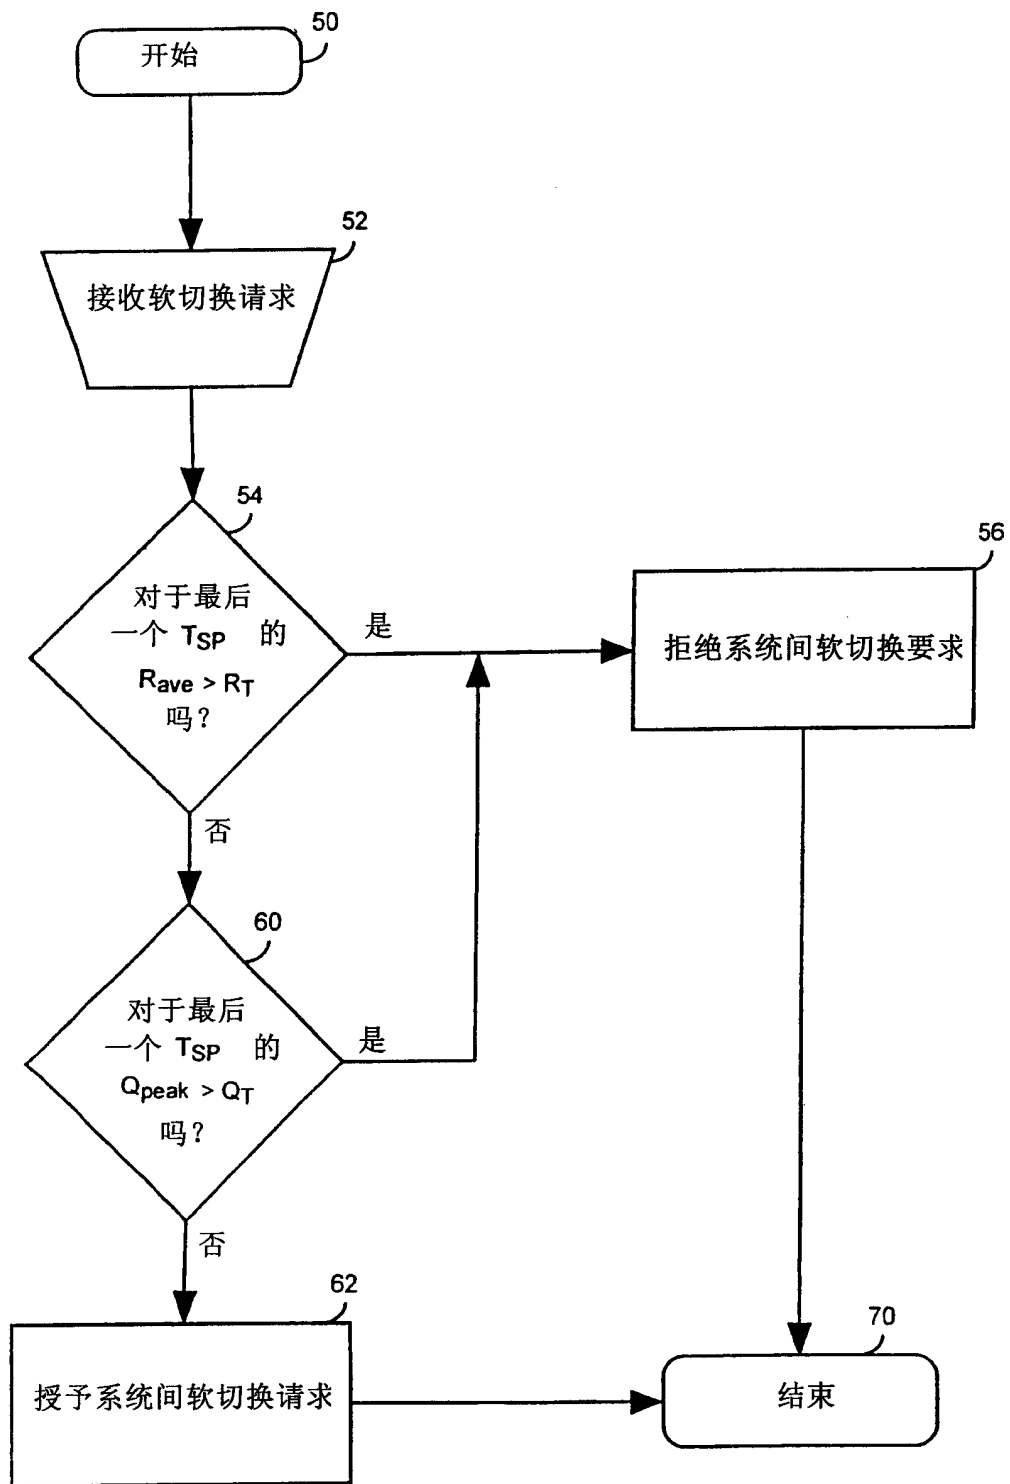 50
开始
52
接收软切换请求
54
对于最后
一个 TSP 的
Rave > RT
吗?
是
56
拒绝系统间软切换要求
否
60
对于最后
一个 TSP 的
Qpeak > QT
吗?
是
否
62
授予系统间软切换请求
70
结束